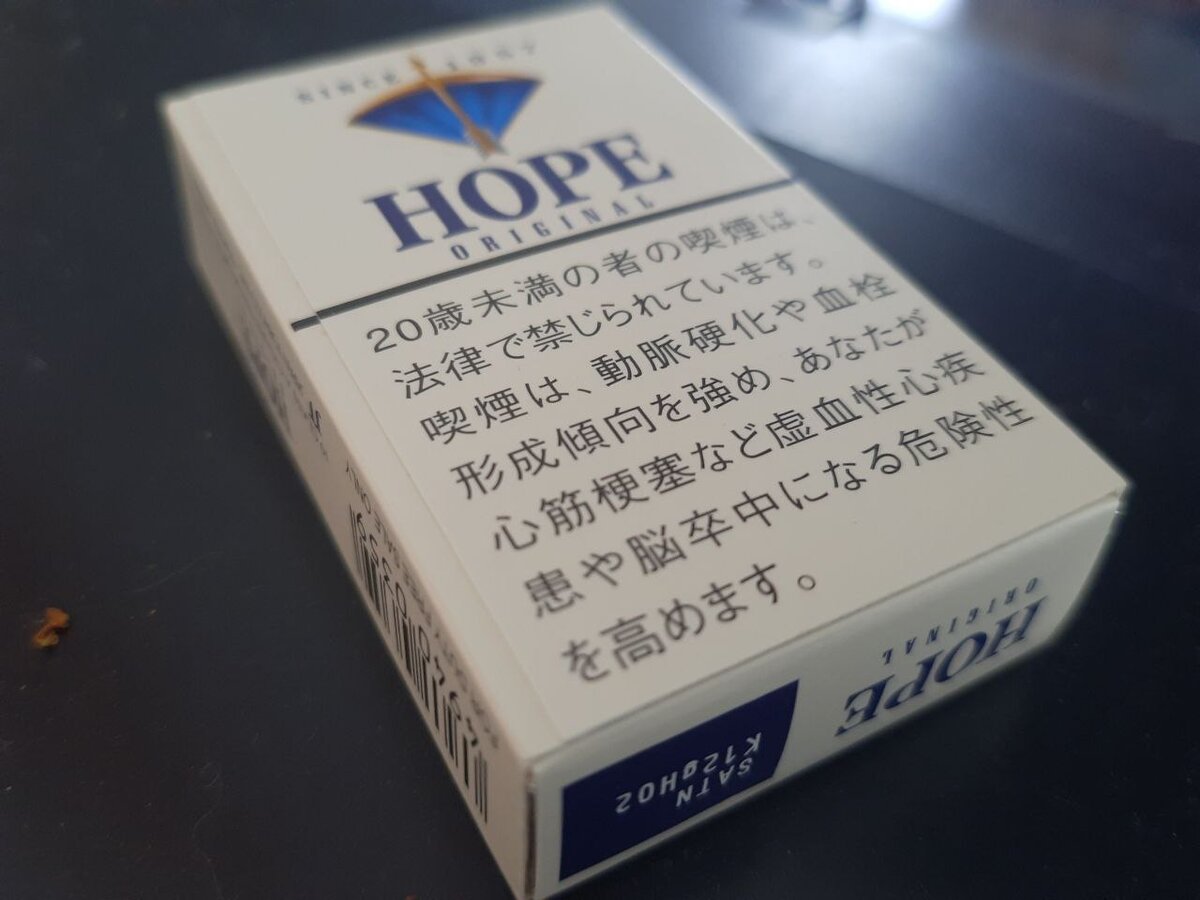 SINCE 1957
HOPE
ORIGINAL
20歳未満の者の喫煙は、
法律で禁じられています。
喫煙は、動脈硬化や血栓
形成傾向を強め、あなたが
心筋梗塞など虚血性心疾
患や脳卒中になる危険性
を高めます。
HOPE
ORIGINAL
SATN
K12gH02